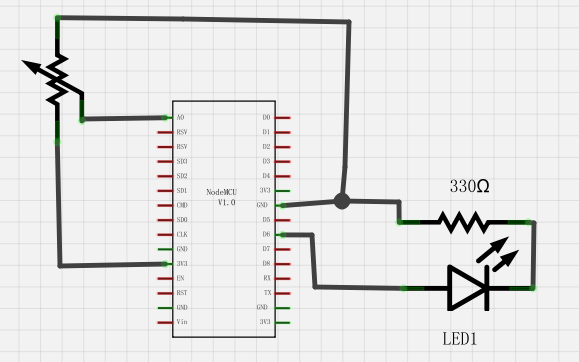 A0
RSV
RSV
SD3
SD2
SD1
CMD
SD0
CLK
GND
3V3
EN
RST
GND
Vin
NodeMCU
V1.0
D0
D1
D2
D3
D4
3V3
GND
D5
D6
D7
D8
RX
TX
GND
3V3
330Ω
LED1